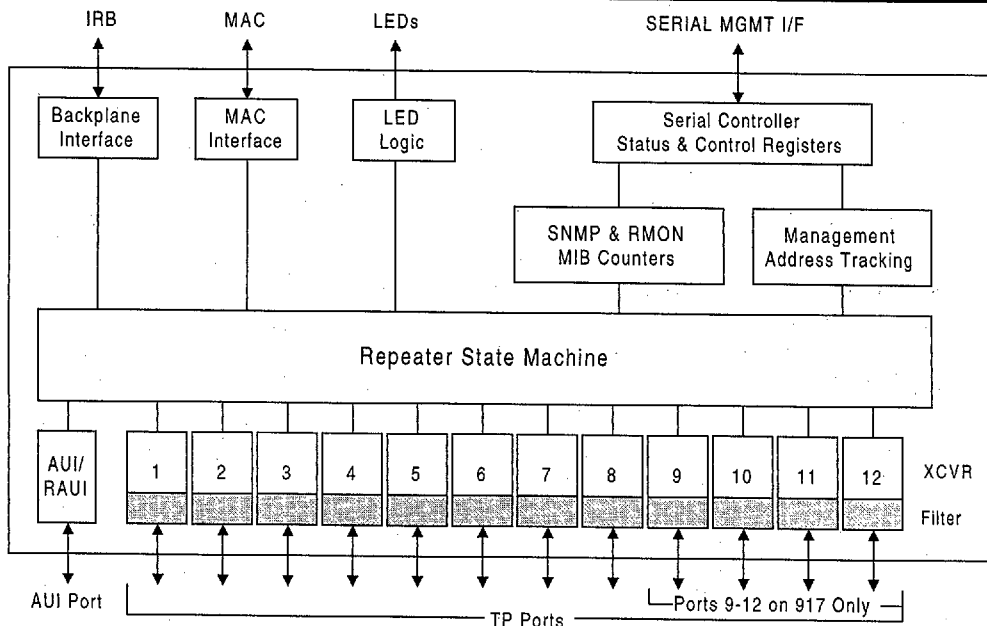 IRB
MAC
LEDs
SERIAL MGMT I/F
Backplane
Interface
MAC
Interface
LED
Logic
Serial Controller
Status & Control Registers
SNMP & RMON
MIB Counters
Management
Address Tracking
Repeater State Machine
AUI/
RAUI
1 2 3 4 5 6 7 8 9 10 11 12
XCVR
Filter
AUI Port
Ports 9-12 on 917 Only
TP Ports